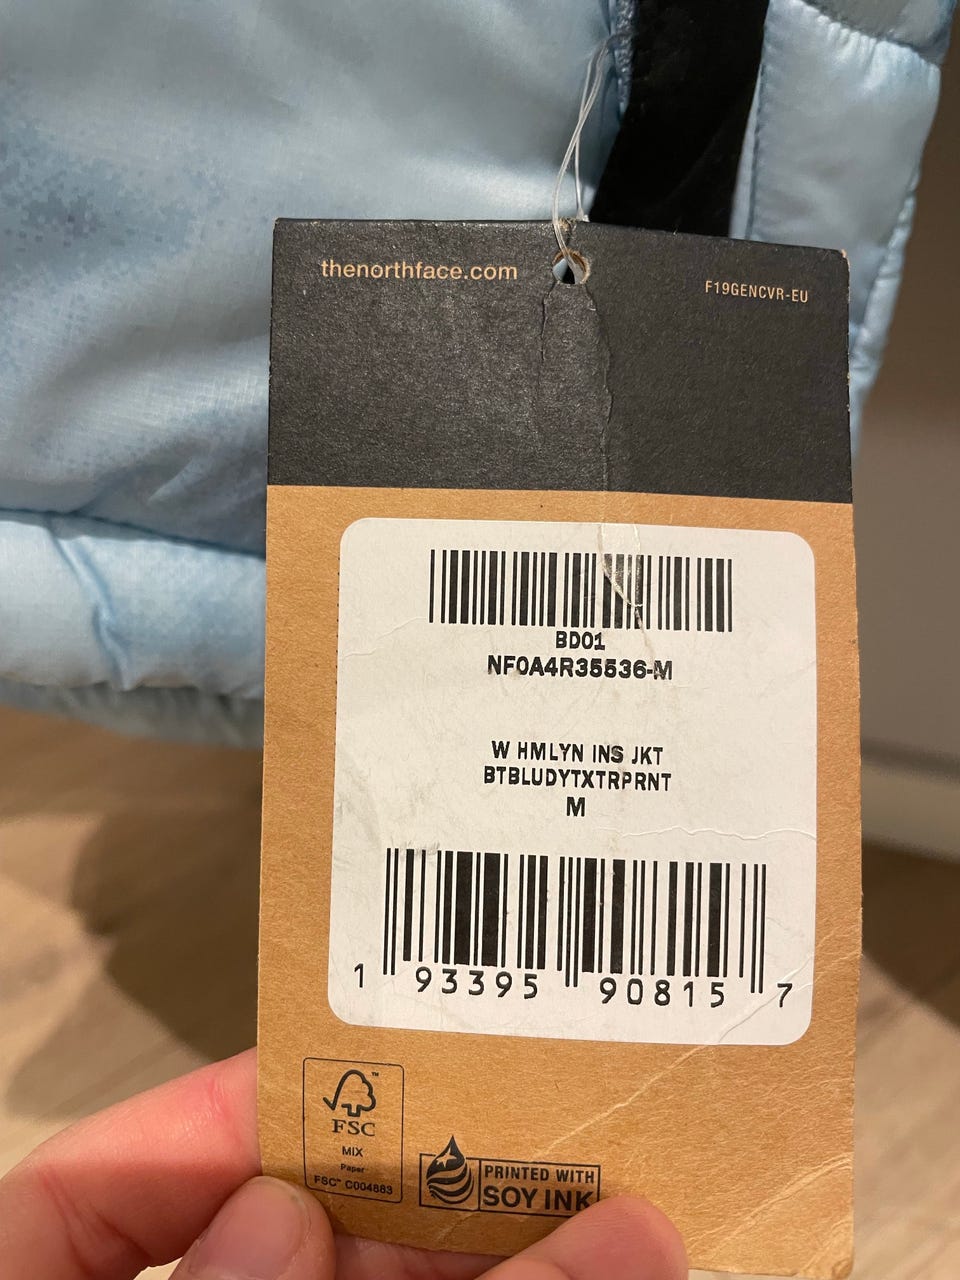 thenorthface.com
F19GENCVR-EU
BD01
NF0A4R35536-M
W HMLYN INS JKT
BTBLUDYTXTRPRNT
M
1 93395 90815 7
FSC
MIX
Paper
FSC™ C004883
PRINTED WITH
SOY INK